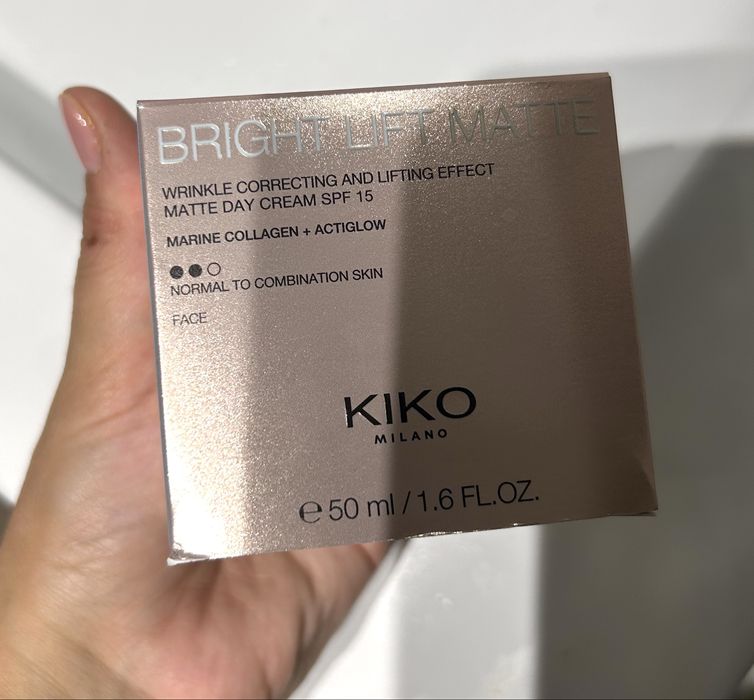 BRIGHT LIFT MATTE
WRINKLE CORRECTING AND LIFTING EFFECT
MATTE DAY CREAM SPF 15
MARINE COLLAGEN + ACTIGLOW
NORMAL TO COMBINATION SKIN
FACE
KIKO
MILANO
℮ 50 ml / 1.6 FL.OZ.